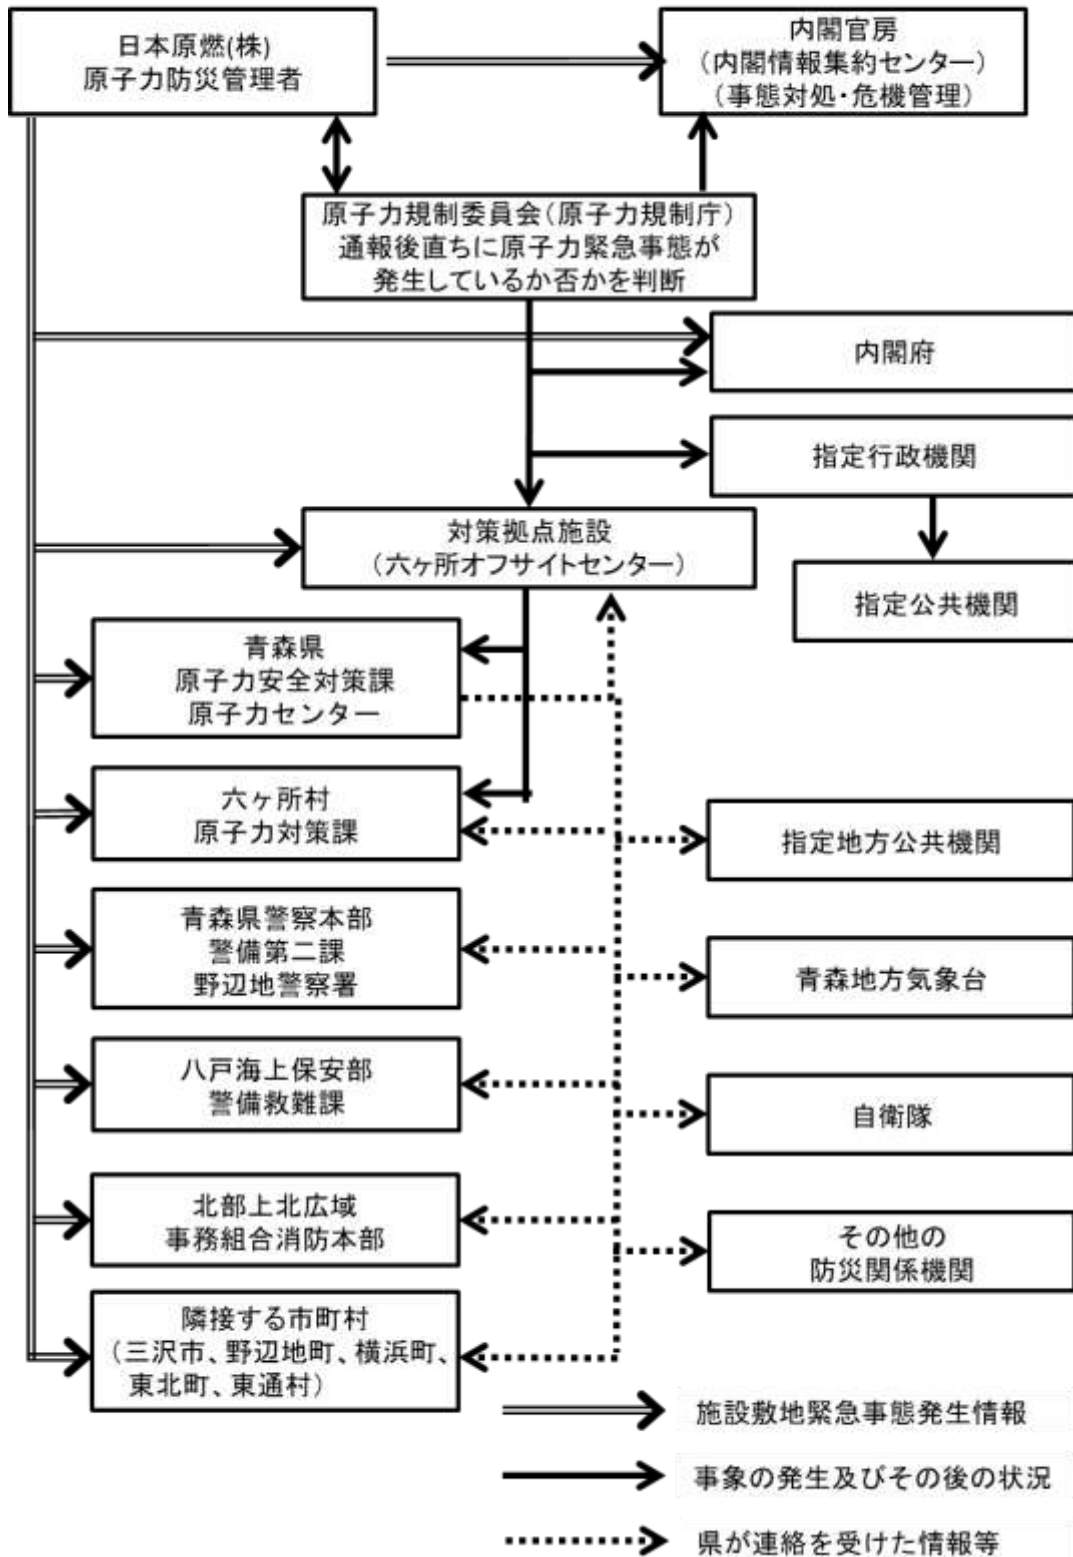 日本原燃(株)
原子力防災管理者
内閣官房
（内閣情報集約センター）
（事態対処・危機管理）
原子力規制委員会（原子力規制庁）
通報後直ちに原子力緊急事態が
発生しているか否かを判断
内閣府
指定行政機関
対策拠点施設
（六ヶ所オフサイトセンター）
指定公共機関
青森県
原子力安全対策課
原子力センター
六ヶ所村
原子力対策課
指定地方公共機関
青森県警察本部
警備第二課
野辺地警察署
青森地方気象台
八戸海上保安部
警備救難課
自衛隊
北部上北広域
事務組合消防本部
その他の
防災関係機関
隣接する市町村
（三沢市、野辺地町、横浜町、
東北町、東通村）
施設敷地緊急事態発生情報
事象の発生及びその後の状況
県が連絡を受けた情報等